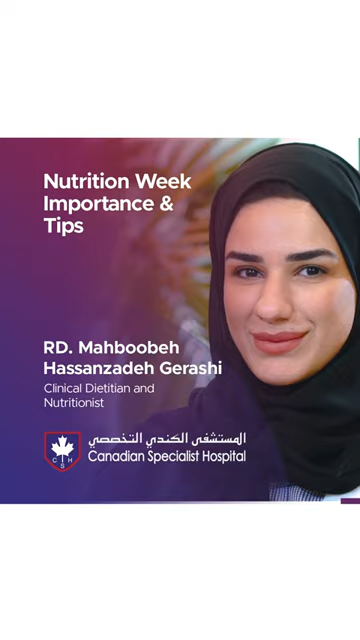 Nutrition Week
Importance &
Tips
RD. Mahboobeh
Hassanzadeh Gerashi
Clinical Dietitian and
Nutritionist
المستشفى الكندي التخصصي
Canadian Specialist Hospital
C H
S